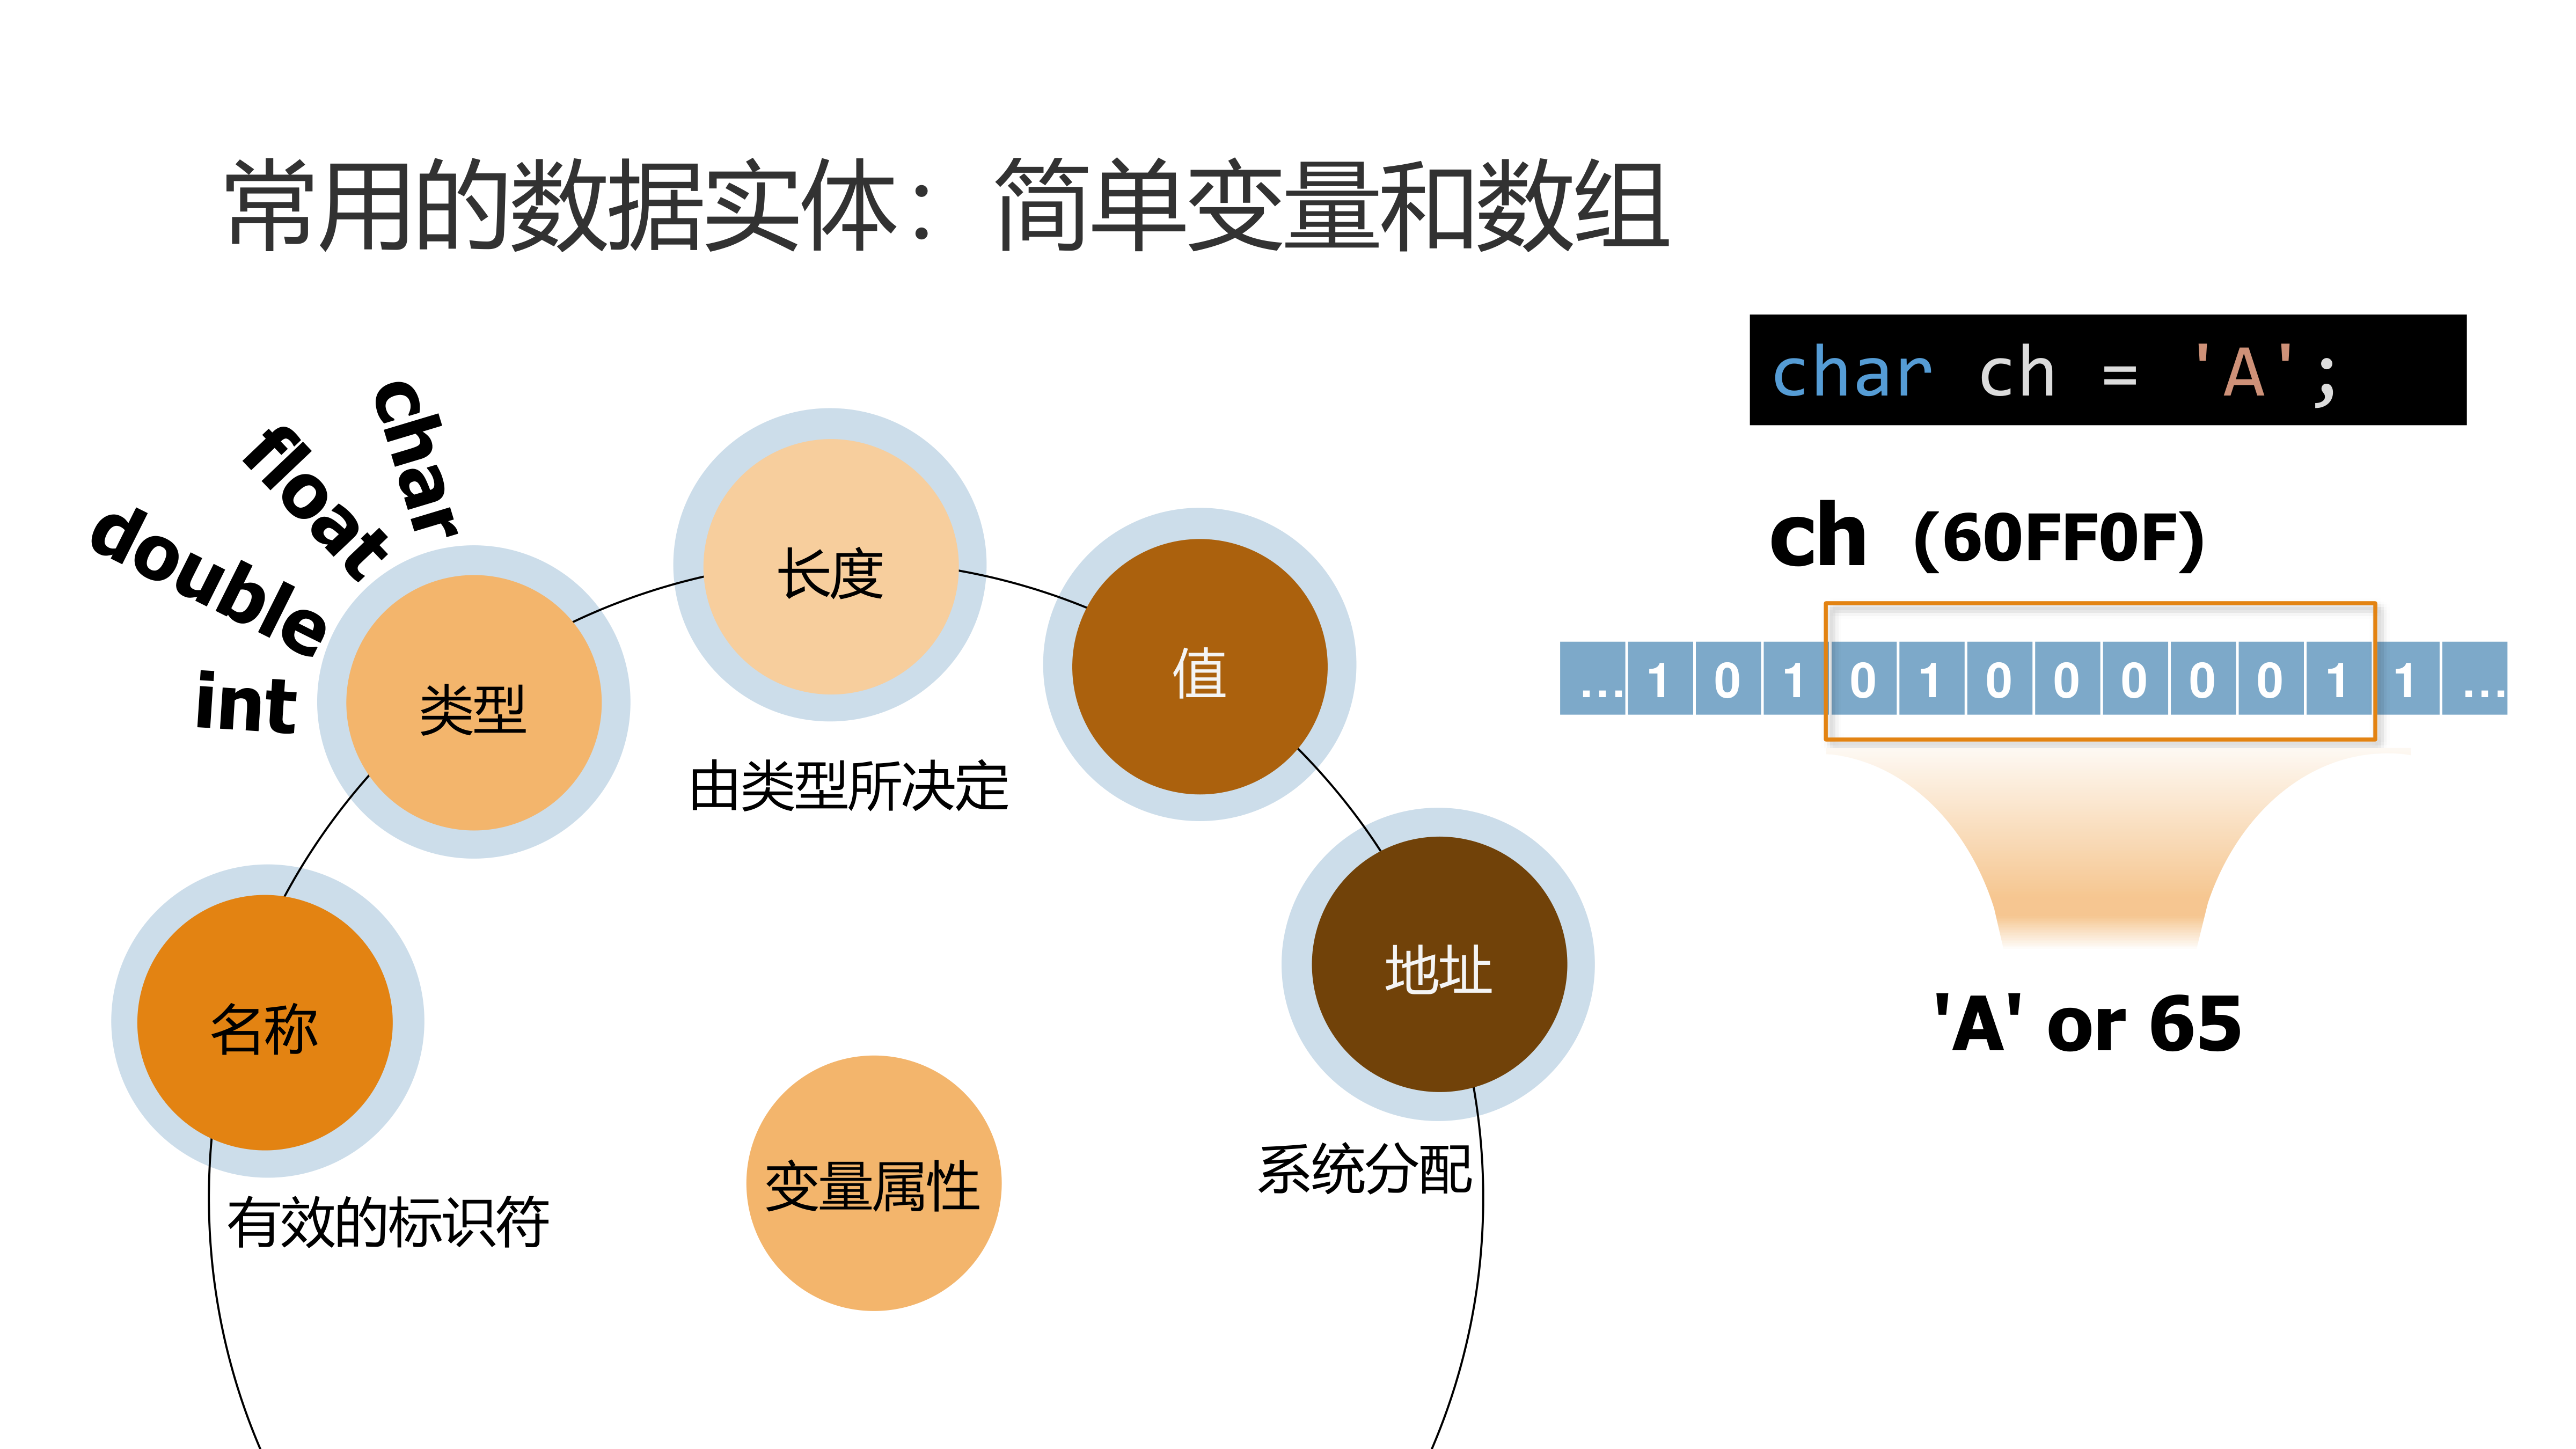 常用的数据实体：简单变量和数组
char ch = 'A';
char
float
double
int
长度
类型
值
ch (60FF0F)
... 1 0 1 0 1 0 0 0 0 0 1 1 ...
由类型所决定
地址
名称
'A' or 65
变量属性
系统分配
有效的标识符